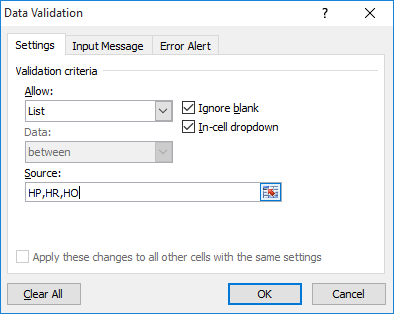 Data Validation ?
Settings Input Message Error Alert
Validation criteria
Allow:
List
Ignore blank
Data:
In-cell dropdown
between
Source:
HP,HR,HO
Apply these changes to all other cells with the same settings
Clear All OK Cancel